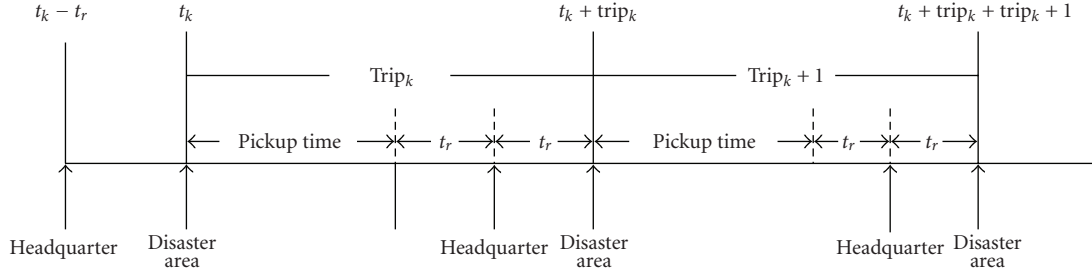 t_k − t_r t_k t_k + trip_k t_k + trip_k + trip_k + 1
Trip_k Trip_k + 1
Pickup time t_r t_r Pickup time t_r t_r
Headquarter Disaster area Headquarter Disaster area Headquarter Disaster area